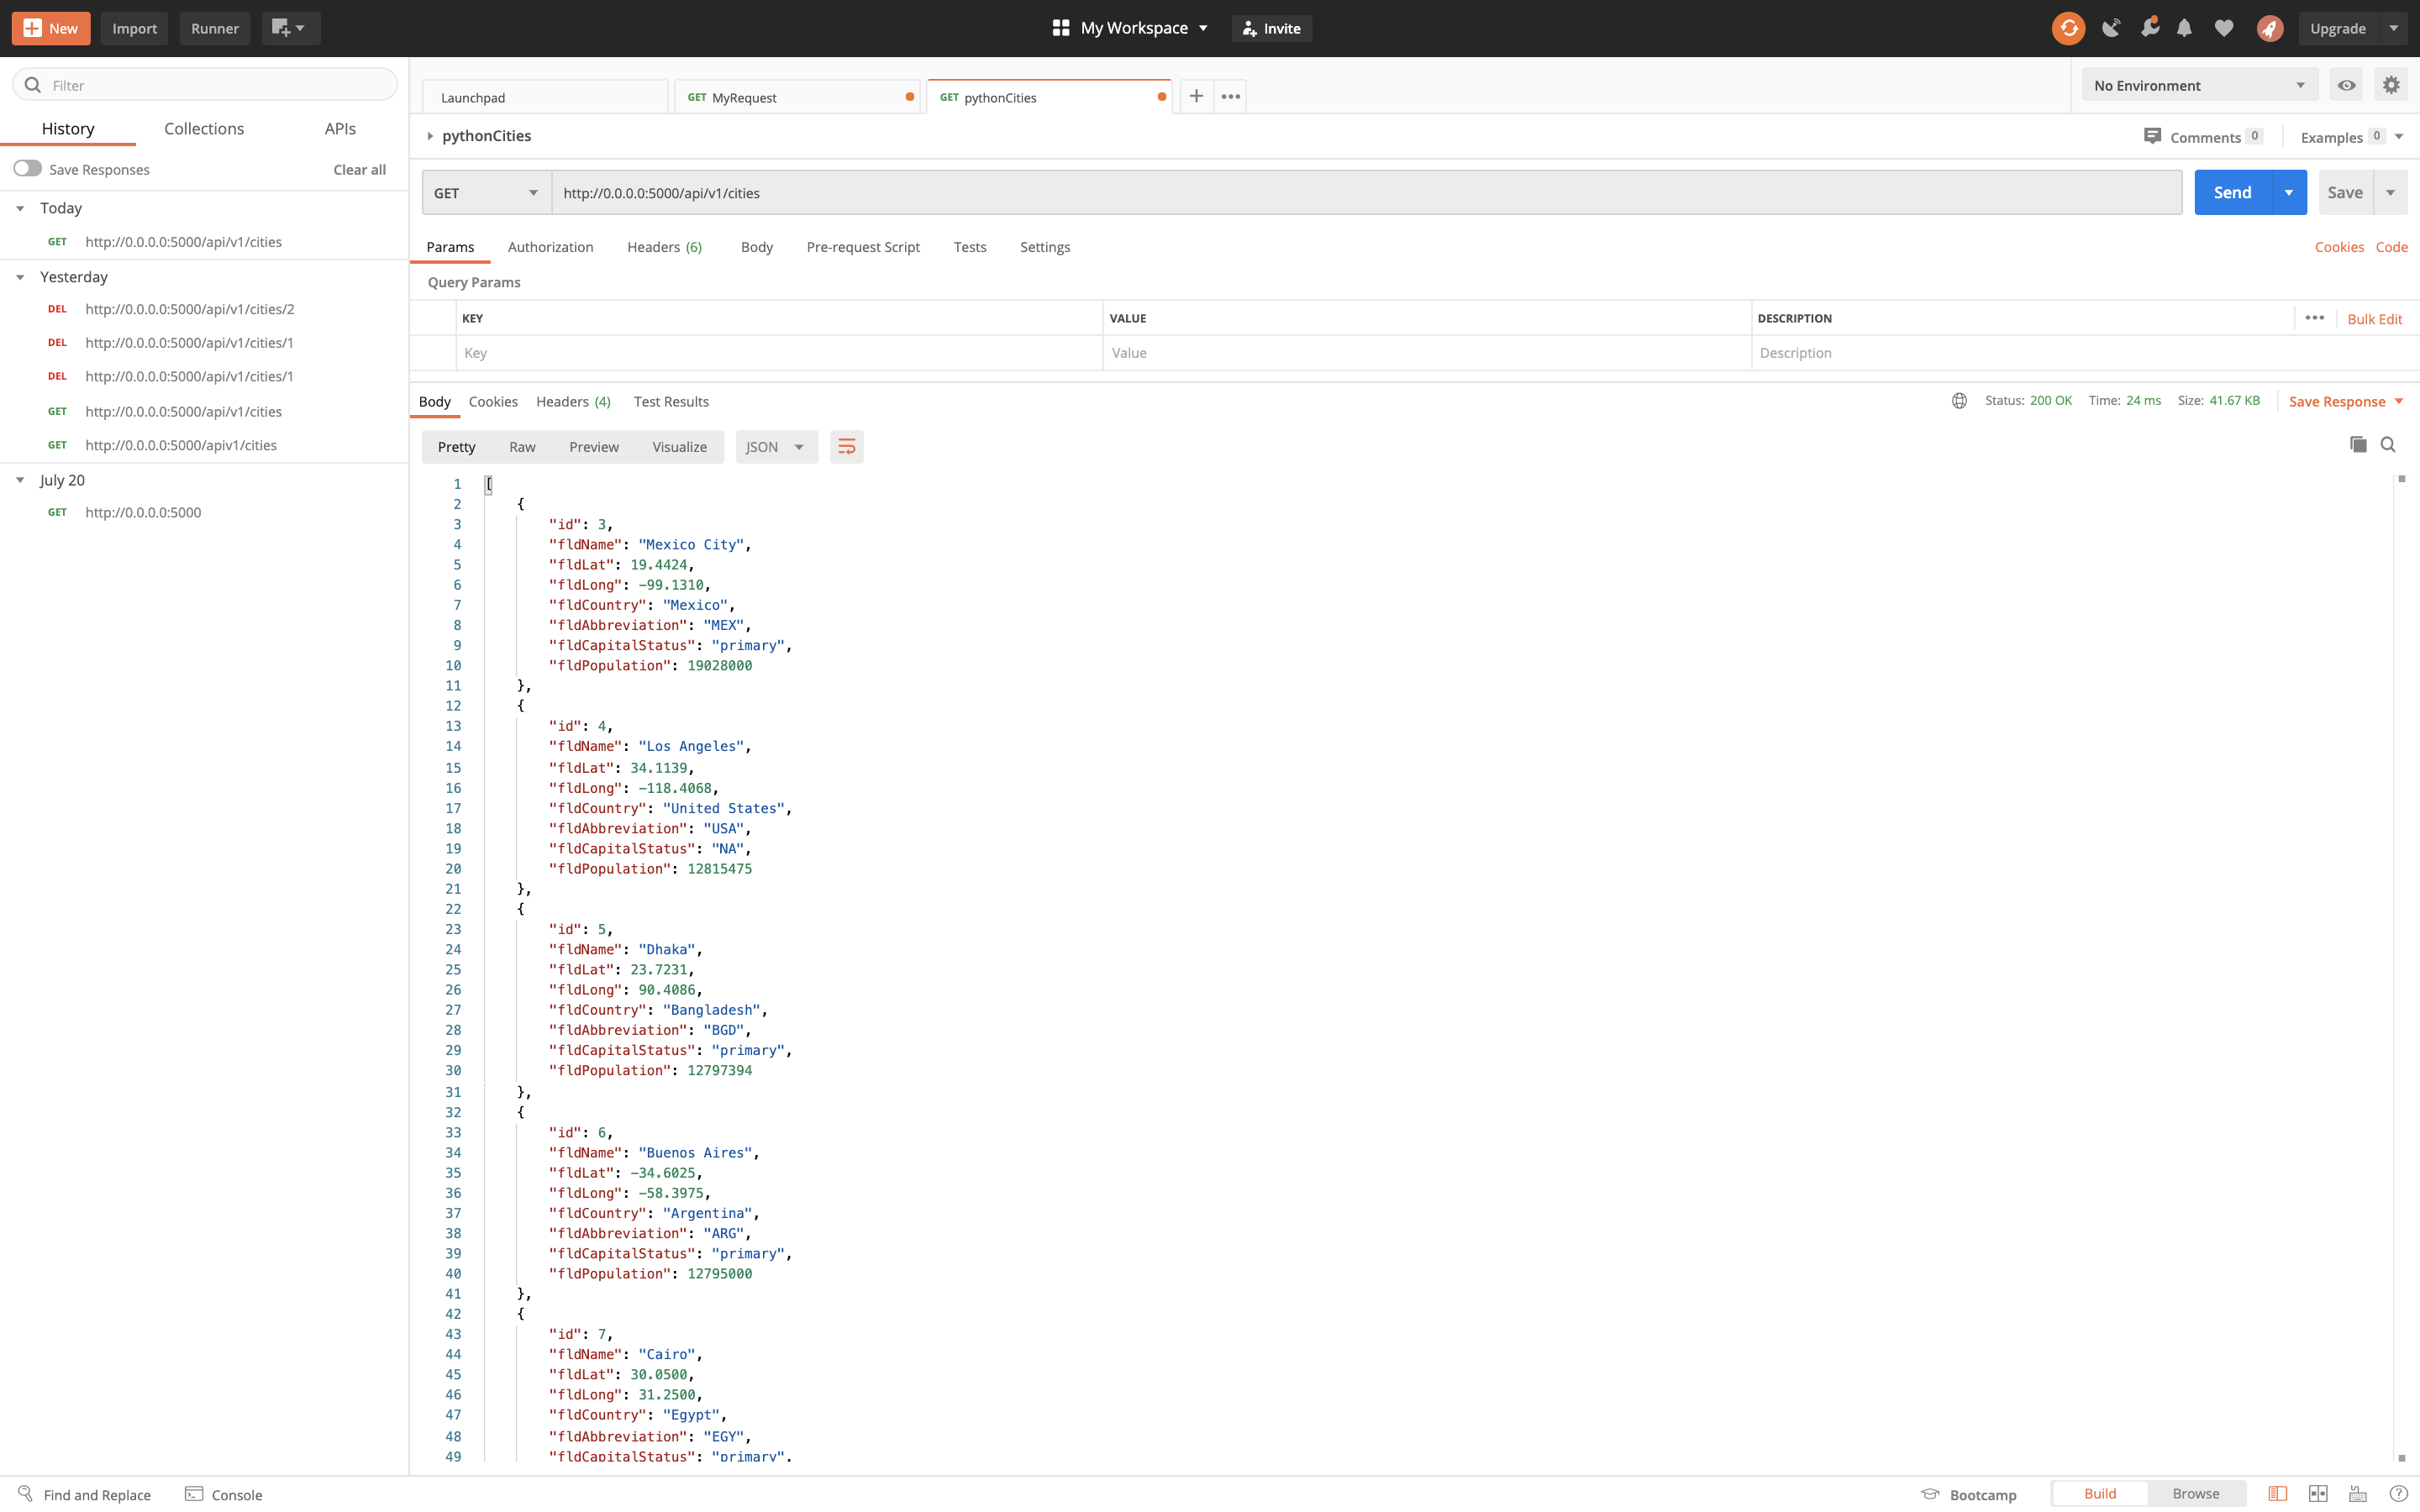 New Import Runner My Workspace Invite Upgrade
Filter
Launchpad GET MyRequest GET pythonCities No Environment
History Collections APIs
pythonCities Comments 0 Examples 0
Save Responses Clear all
GET http://0.0.0.0:5000/api/v1/cities Send Save
Today
GET http://0.0.0.0:5000/api/v1/cities
Yesterday
DEL http://0.0.0.0:5000/api/v1/cities/2
DEL http://0.0.0.0:5000/api/v1/cities/1
DEL http://0.0.0.0:5000/api/v1/cities/1
GET http://0.0.0.0:5000/api/v1/cities
GET http://0.0.0.0:5000/apiv1/cities
July 20
GET http://0.0.0.0:5000
Params Authorization Headers (6) Body Pre-request Script Tests Settings Cookies Code
Query Params
KEY VALUE DESCRIPTION Bulk Edit
Key Value Description
Body Cookies Headers (4) Test Results Status: 200 OK Time: 24 ms Size: 41.67 KB Save Response
Pretty Raw Preview Visualize JSON
1 [
2 {
3 "id": 3,
4 "fldName": "Mexico City",
5 "fldLat": 19.4424,
6 "fldLong": -99.1310,
7 "fldCountry": "Mexico",
8 "fldAbbreviation": "MEX",
9 "fldCapitalStatus": "primary",
10 "fldPopulation": 19028000
11 },
12 {
13 "id": 4,
14 "fldName": "Los Angeles",
15 "fldLat": 34.1139,
16 "fldLong": -118.4068,
17 "fldCountry": "United States",
18 "fldAbbreviation": "USA",
19 "fldCapitalStatus": "NA",
20 "fldPopulation": 12815475
21 },
22 {
23 "id": 5,
24 "fldName": "Dhaka",
25 "fldLat": 23.7231,
26 "fldLong": 90.4086,
27 "fldCountry": "Bangladesh",
28 "fldAbbreviation": "BGD",
29 "fldCapitalStatus": "primary",
30 "fldPopulation": 12797394
31 },
32 {
33 "id": 6,
34 "fldName": "Buenos Aires",
35 "fldLat": -34.6025,
36 "fldLong": -58.3975,
37 "fldCountry": "Argentina",
38 "fldAbbreviation": "ARG",
39 "fldCapitalStatus": "primary",
40 "fldPopulation": 12795000
41 },
42 {
43 "id": 7,
44 "fldName": "Cairo",
45 "fldLat": 30.0500,
46 "fldLong": 31.2500,
47 "fldCountry": "Egypt",
48 "fldAbbreviation": "EGY",
49 "fldCapitalStatus": "primary",
Find and Replace Console Bootcamp Build Browse